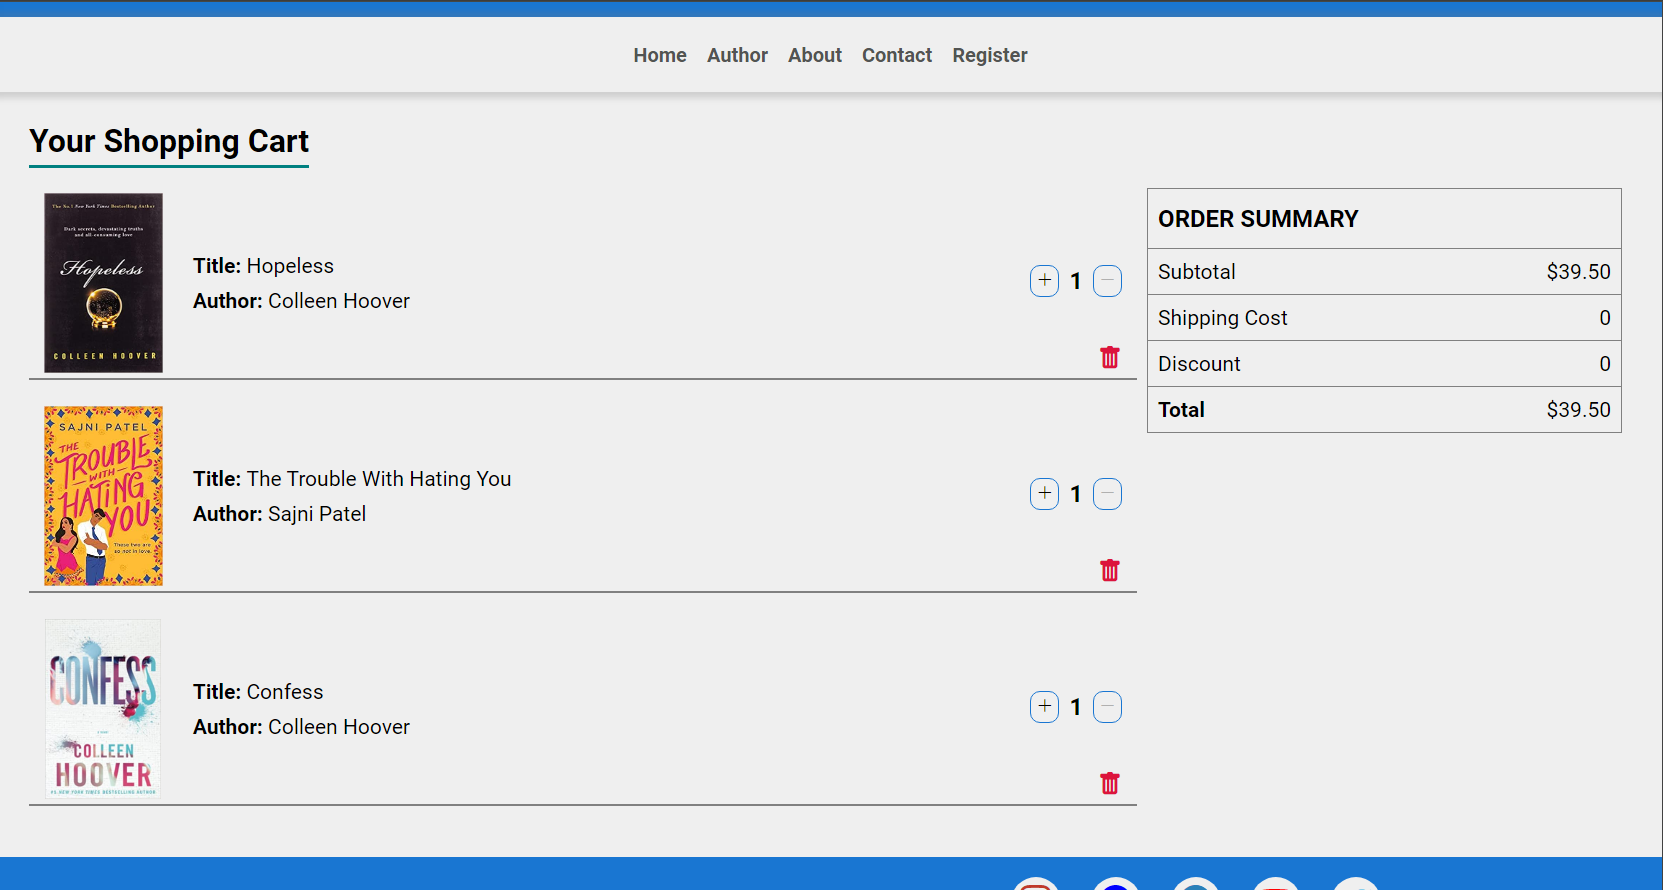 Home Author About Contact Register
Your Shopping Cart
The No.1 New York Times Bestselling Author
Dark secrets, devastating truths
and all-consuming love
Hopeless
COLLEEN HOOVER
Title: Hopeless
Author: Colleen Hoover
+ 1 −
SAJNI PATEL
THE
TROUBLE
WITH
HATING
YOU
These two are
so not in love.
Title: The Trouble With Hating You
Author: Sajni Patel
+ 1 −
CONFESS
COLLEEN
HOOVER
#1 NEW YORK TIMES BESTSELLING AUTHOR
Title: Confess
Author: Colleen Hoover
+ 1 −
ORDER SUMMARY
Subtotal $39.50
Shipping Cost 0
Discount 0
Total $39.50